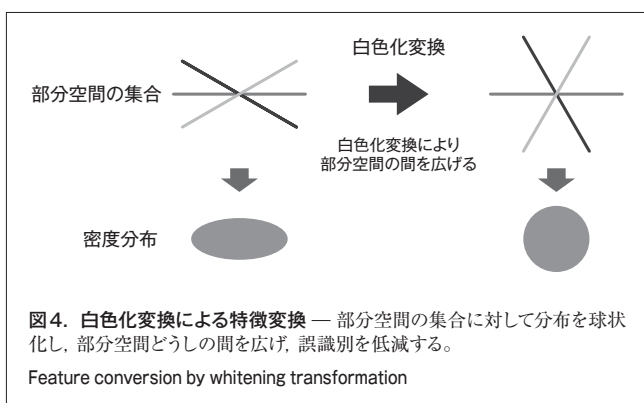 白色化変換
部分空間の集合
白色化変換により
部分空間の間を広げる
密度分布
図4. 白色化変換による特徴変換 — 部分空間の集合に対して分布を球状
化し, 部分空間どうしの間を広げ, 誤識別を低減する。
Feature conversion by whitening transformation